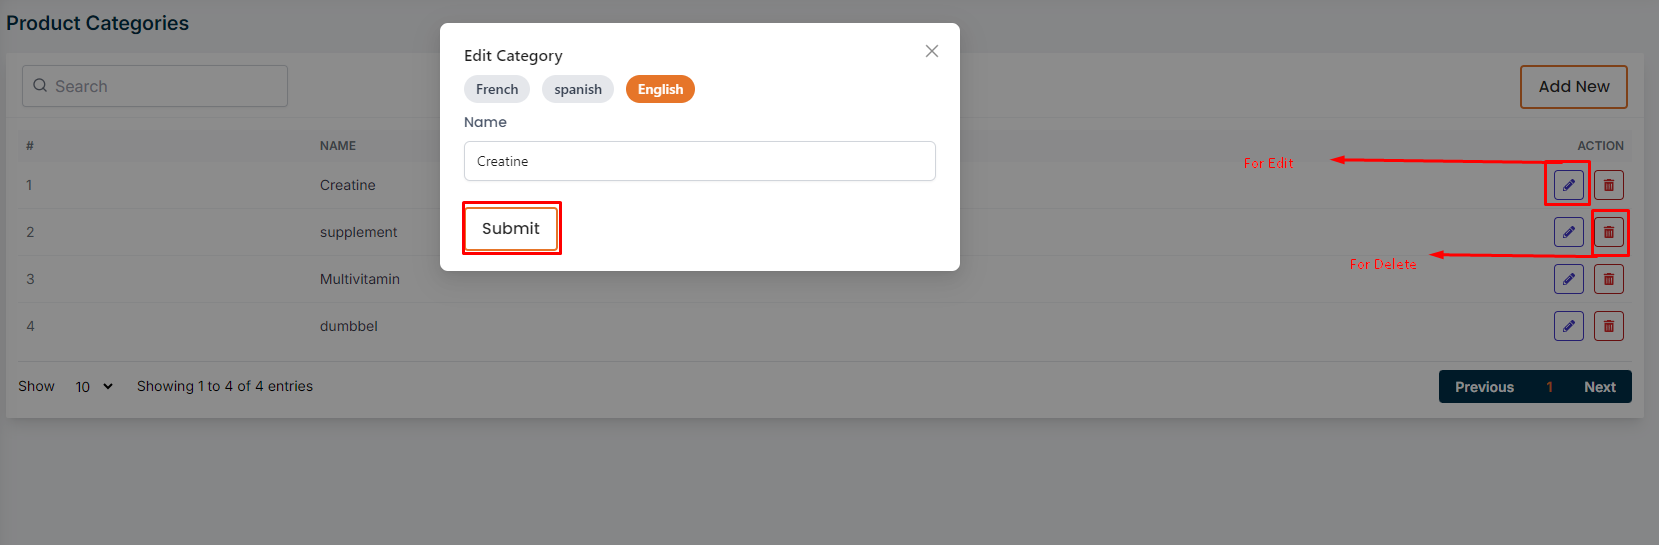 Product Categories
Edit Category
French spanish English
Name
Creatine
Submit
Search
Add New
# NAME ACTION
1 Creatine
2 supplement
3 Multivitamin
4 dumbbel
For Edit
For Delete
Show 10 Showing 1 to 4 of 4 entries
Previous 1 Next